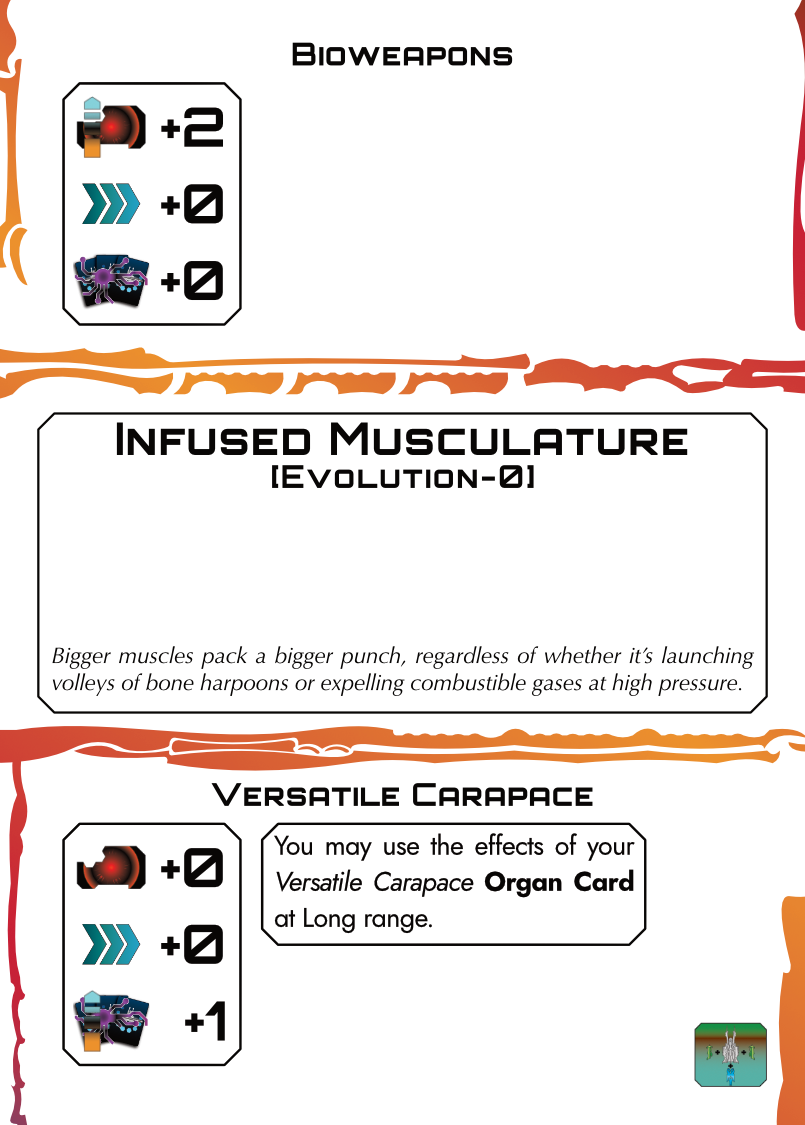 Bioweapons
+2
+0
+0
Infused Musculature
[Evolution-0]
Bigger muscles pack a bigger punch, regardless of whether it's launching
volleys of bone harpoons or expelling combustible gases at high pressure.
Versatile Carapace
+0
+0
+1
You may use the effects of your
Versatile Carapace Organ Card
at Long range.